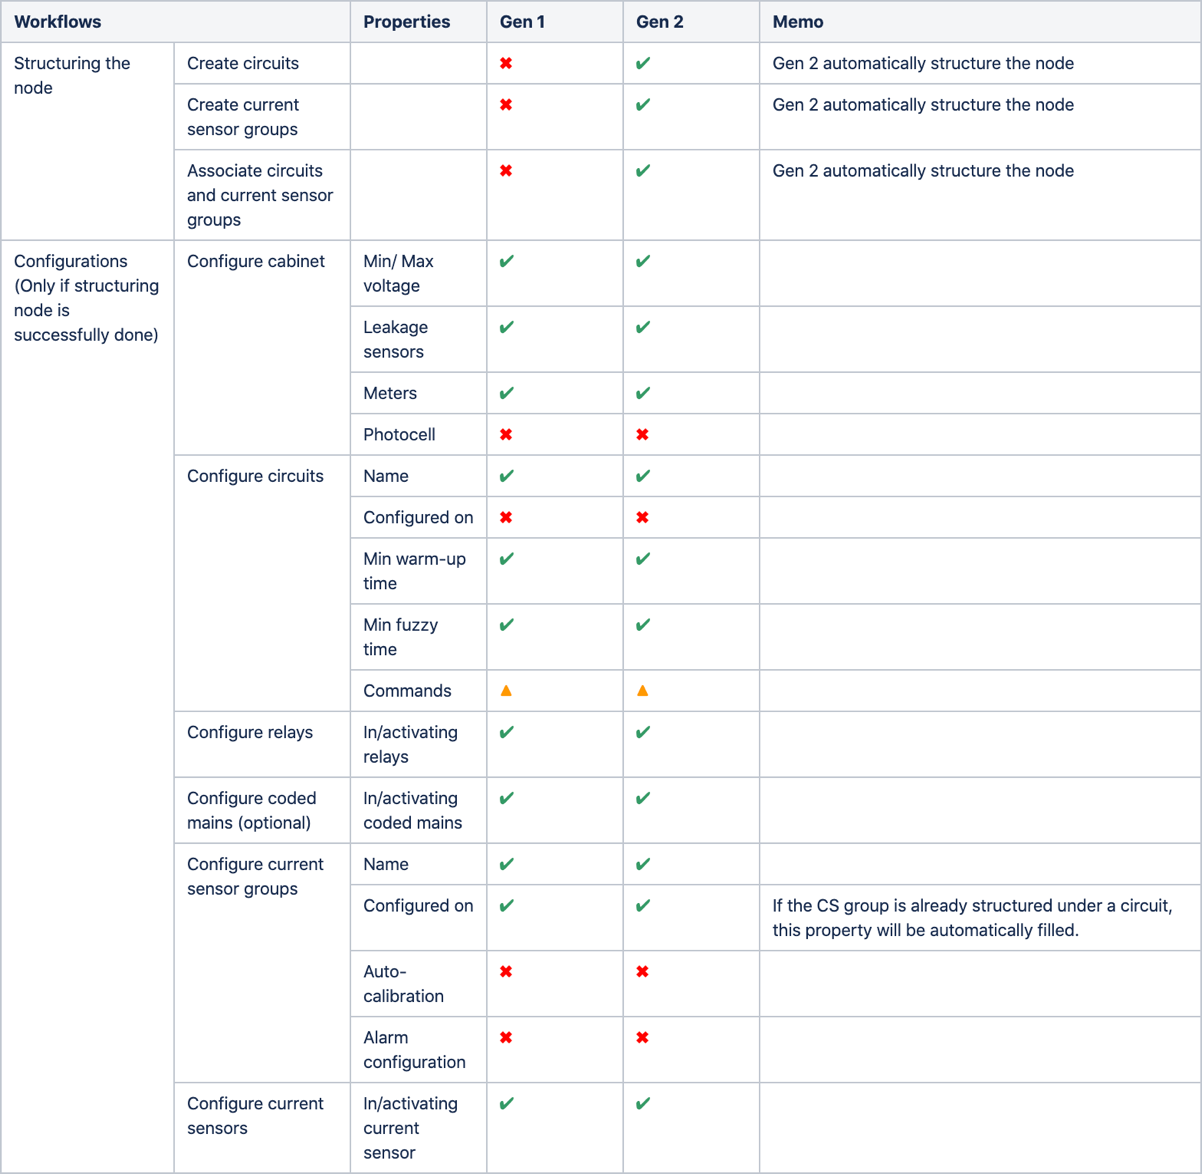 Workflows
Properties
Gen 1
Gen 2
Memo
Structuring the
node
Create circuits
✖
✔
Gen 2 automatically structure the node
Create current
sensor groups
✖
✔
Gen 2 automatically structure the node
Associate circuits
and current sensor
groups
✖
✔
Gen 2 automatically structure the node
Configurations
(Only if structuring
node is
successfully done)
Configure cabinet
Min/ Max
voltage
✔
✔
Leakage
sensors
✔
✔
Meters
✔
✔
Photocell
✖
✖
Configure circuits
Name
✔
✔
Configured on
✖
✖
Min warm-up
time
✔
✔
Min fuzzy
time
✔
✔
Commands
▲
▲
Configure relays
In/activating
relays
✔
✔
Configure coded
mains (optional)
In/activating
coded mains
✔
✔
Configure current
sensor groups
Name
✔
✔
Configured on
✔
✔
If the CS group is already structured under a circuit,
this property will be automatically filled.
Auto-
calibration
✖
✖
Alarm
configuration
✖
✖
Configure current
sensors
In/activating
current
sensor
✔
✔